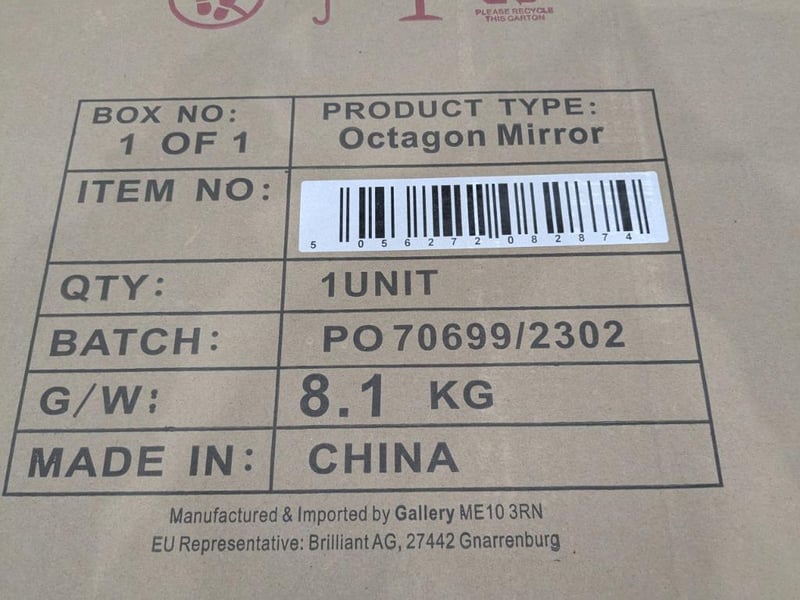 PLEASE RECYCLE
THIS CARTON
BOX NO:
1 OF 1
PRODUCT TYPE:
Octagon Mirror
ITEM NO:
5 056272 082874
QTY:
1UNIT
BATCH:
PO 70699/2302
G/W:
8.1 KG
MADE IN:
CHINA
Manufactured & Imported by Gallery ME10 3RN
EU Representative: Brilliant AG, 27442 Gnarrenburg